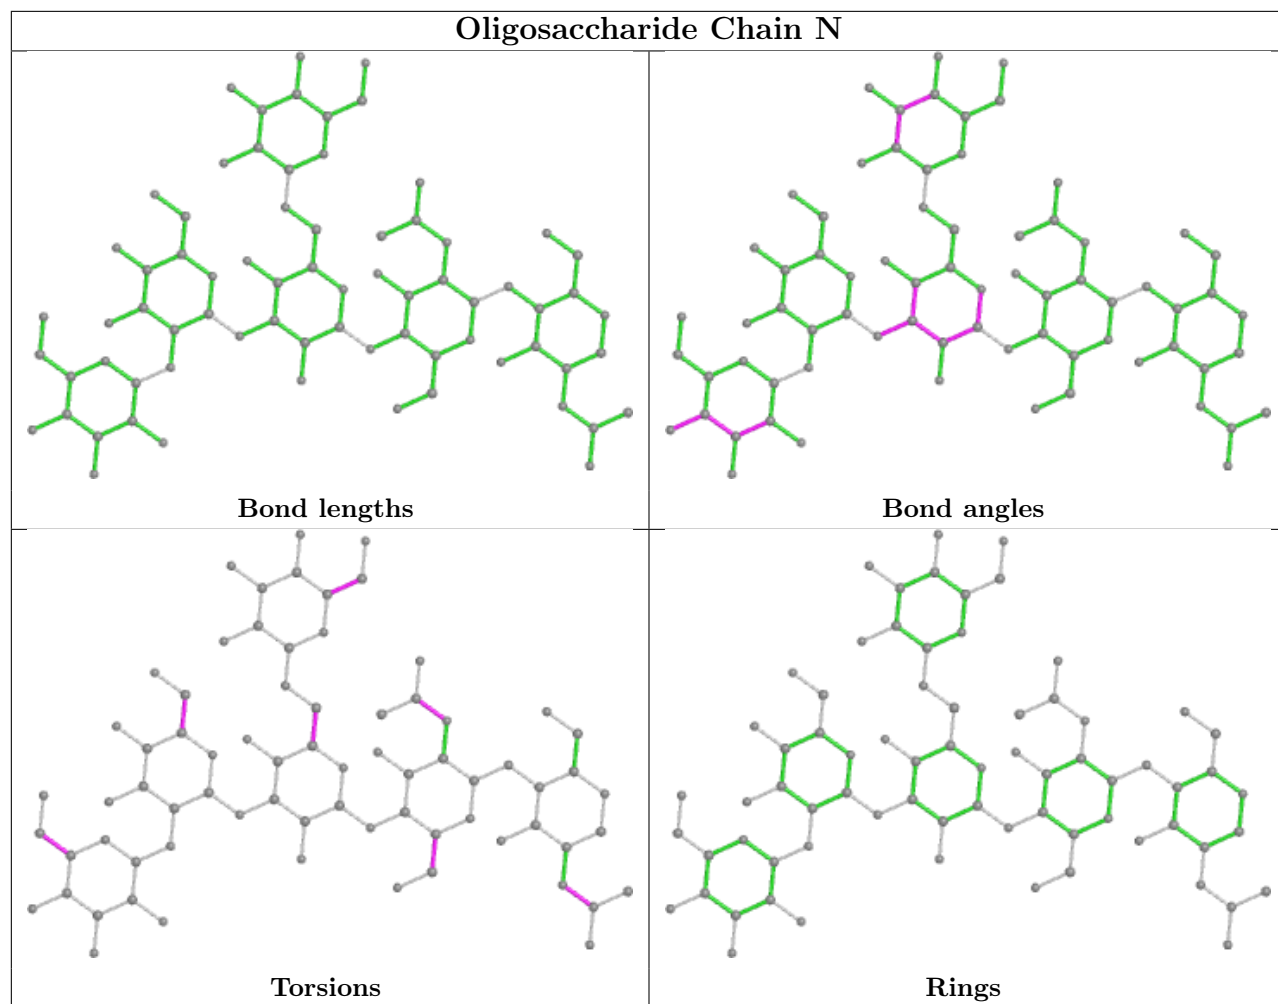 Oligosaccharide Chain N
Bond lengths
Bond angles
Torsions
Rings